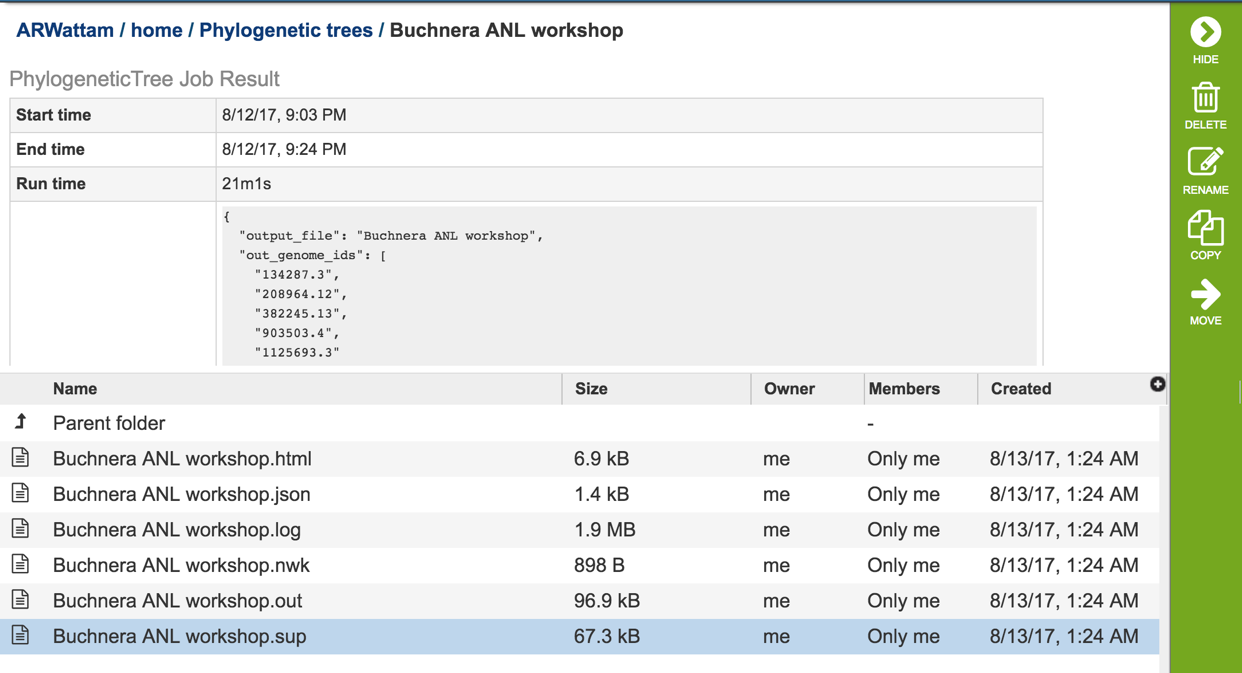 ARWattam / home / Phylogenetic trees / Buchnera ANL workshop
PhylogeneticTree Job Result
Start time 8/12/17, 9:03 PM
End time 8/12/17, 9:24 PM
Run time 21m1s
{
"output_file": "Buchnera ANL workshop",
"out_genome_ids": [
"134287.3",
"208964.12",
"382245.13",
"903503.4",
"1125693.3"
Name Size Owner Members Created
Parent folder -
Buchnera ANL workshop.html 6.9 kB me Only me 8/13/17, 1:24 AM
Buchnera ANL workshop.json 1.4 kB me Only me 8/13/17, 1:24 AM
Buchnera ANL workshop.log 1.9 MB me Only me 8/13/17, 1:24 AM
Buchnera ANL workshop.nwk 898 B me Only me 8/13/17, 1:24 AM
Buchnera ANL workshop.out 96.9 kB me Only me 8/13/17, 1:24 AM
Buchnera ANL workshop.sup 67.3 kB me Only me 8/13/17, 1:24 AM
HIDE
DELETE
RENAME
COPY
MOVE